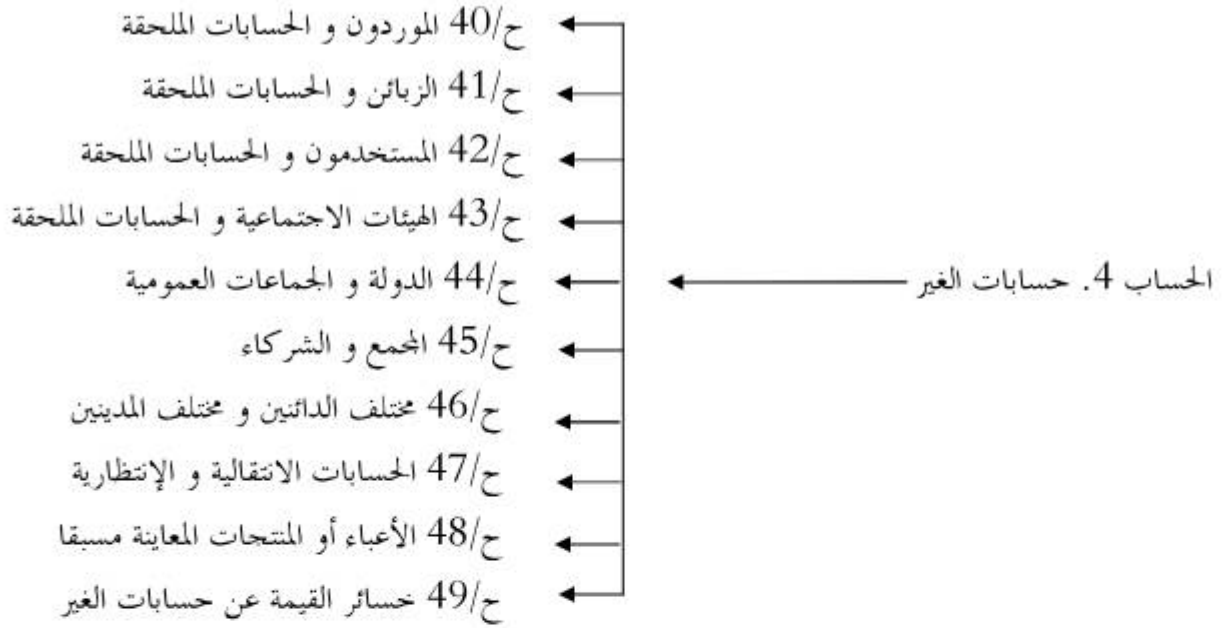 الحساب 4. حسابات الغير
ح/40 الموردون و الحسابات الملحقة
ح/41 الزبائن و الحسابات الملحقة
ح/42 المستخدمون و الحسابات الملحقة
ح/43 الهيئات الاجتماعية و الحسابات الملحقة
ح/44 الدولة و الجماعات العمومية
ح/45 المجمع و الشركاء
ح/46 مختلف الدائنين و مختلف المدينين
ح/47 الحسابات الانتقالية و الإنتظارية
ح/48 الأعباء أو المنتجات المعاينة مسبقا
ح/49 خسائر القيمة عن حسابات الغير